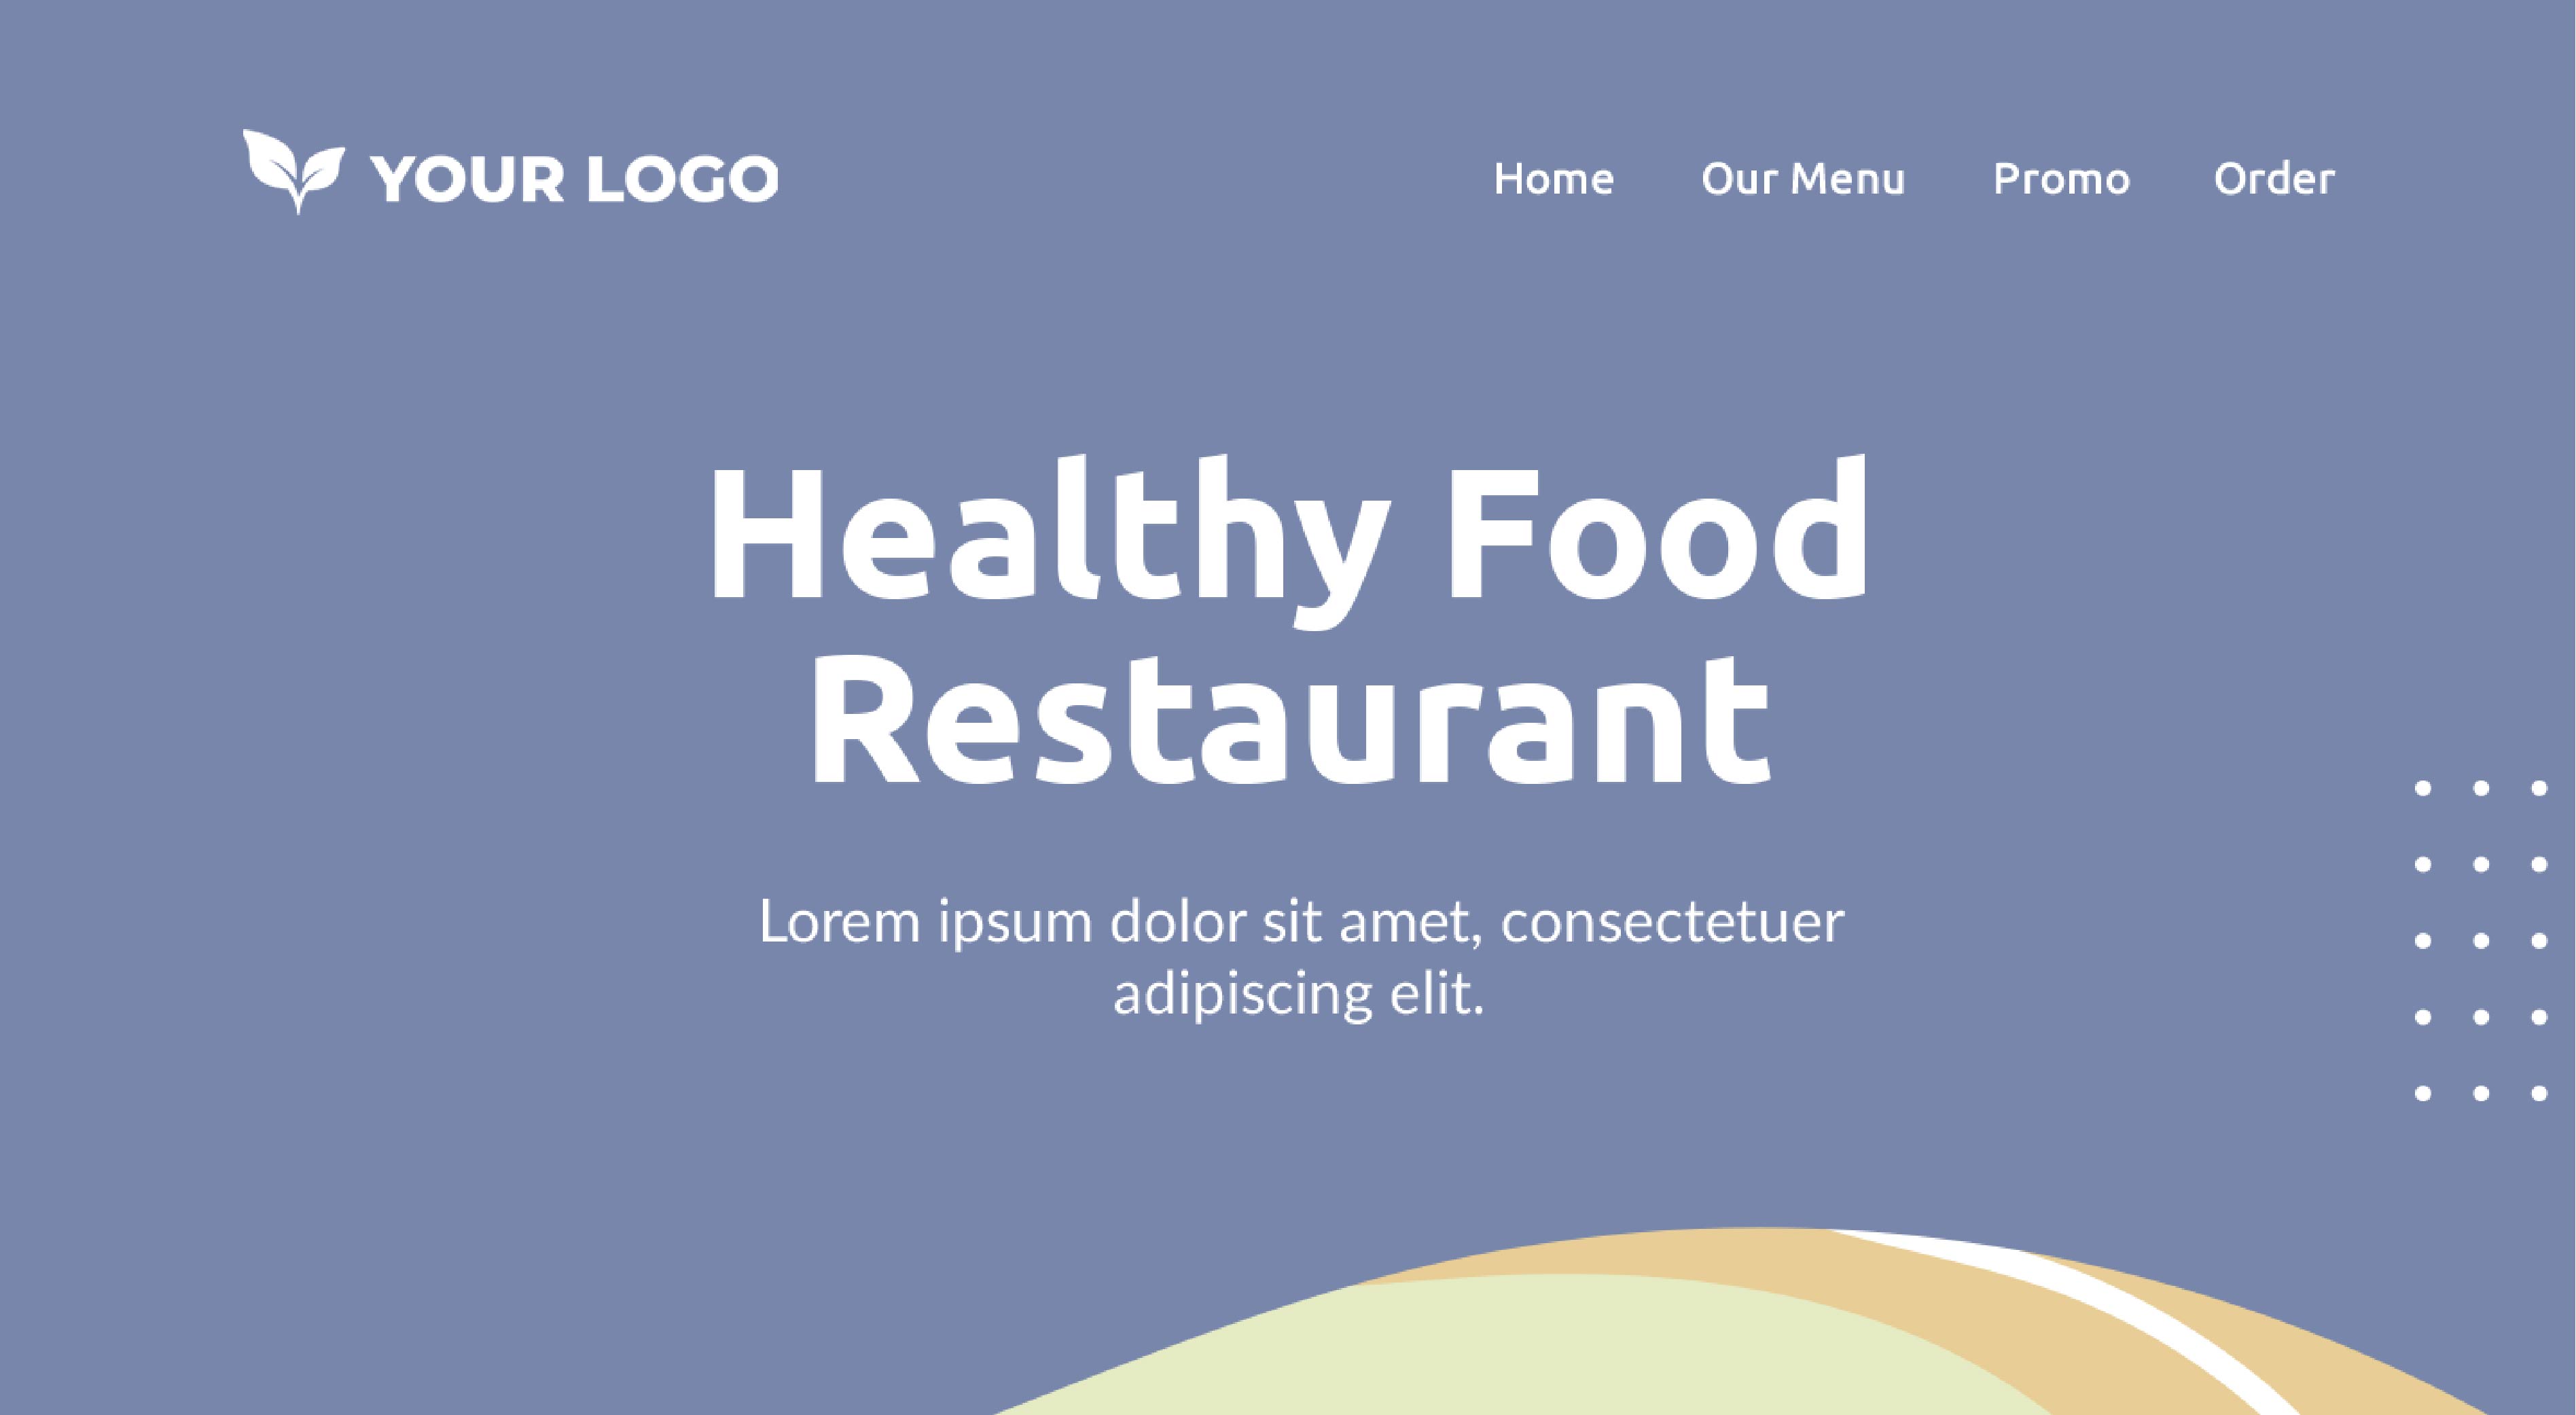 YOUR LOGO
Home Our Menu Promo Order
Healthy Food
Restaurant
Lorem ipsum dolor sit amet, consectetuer
adipiscing elit.